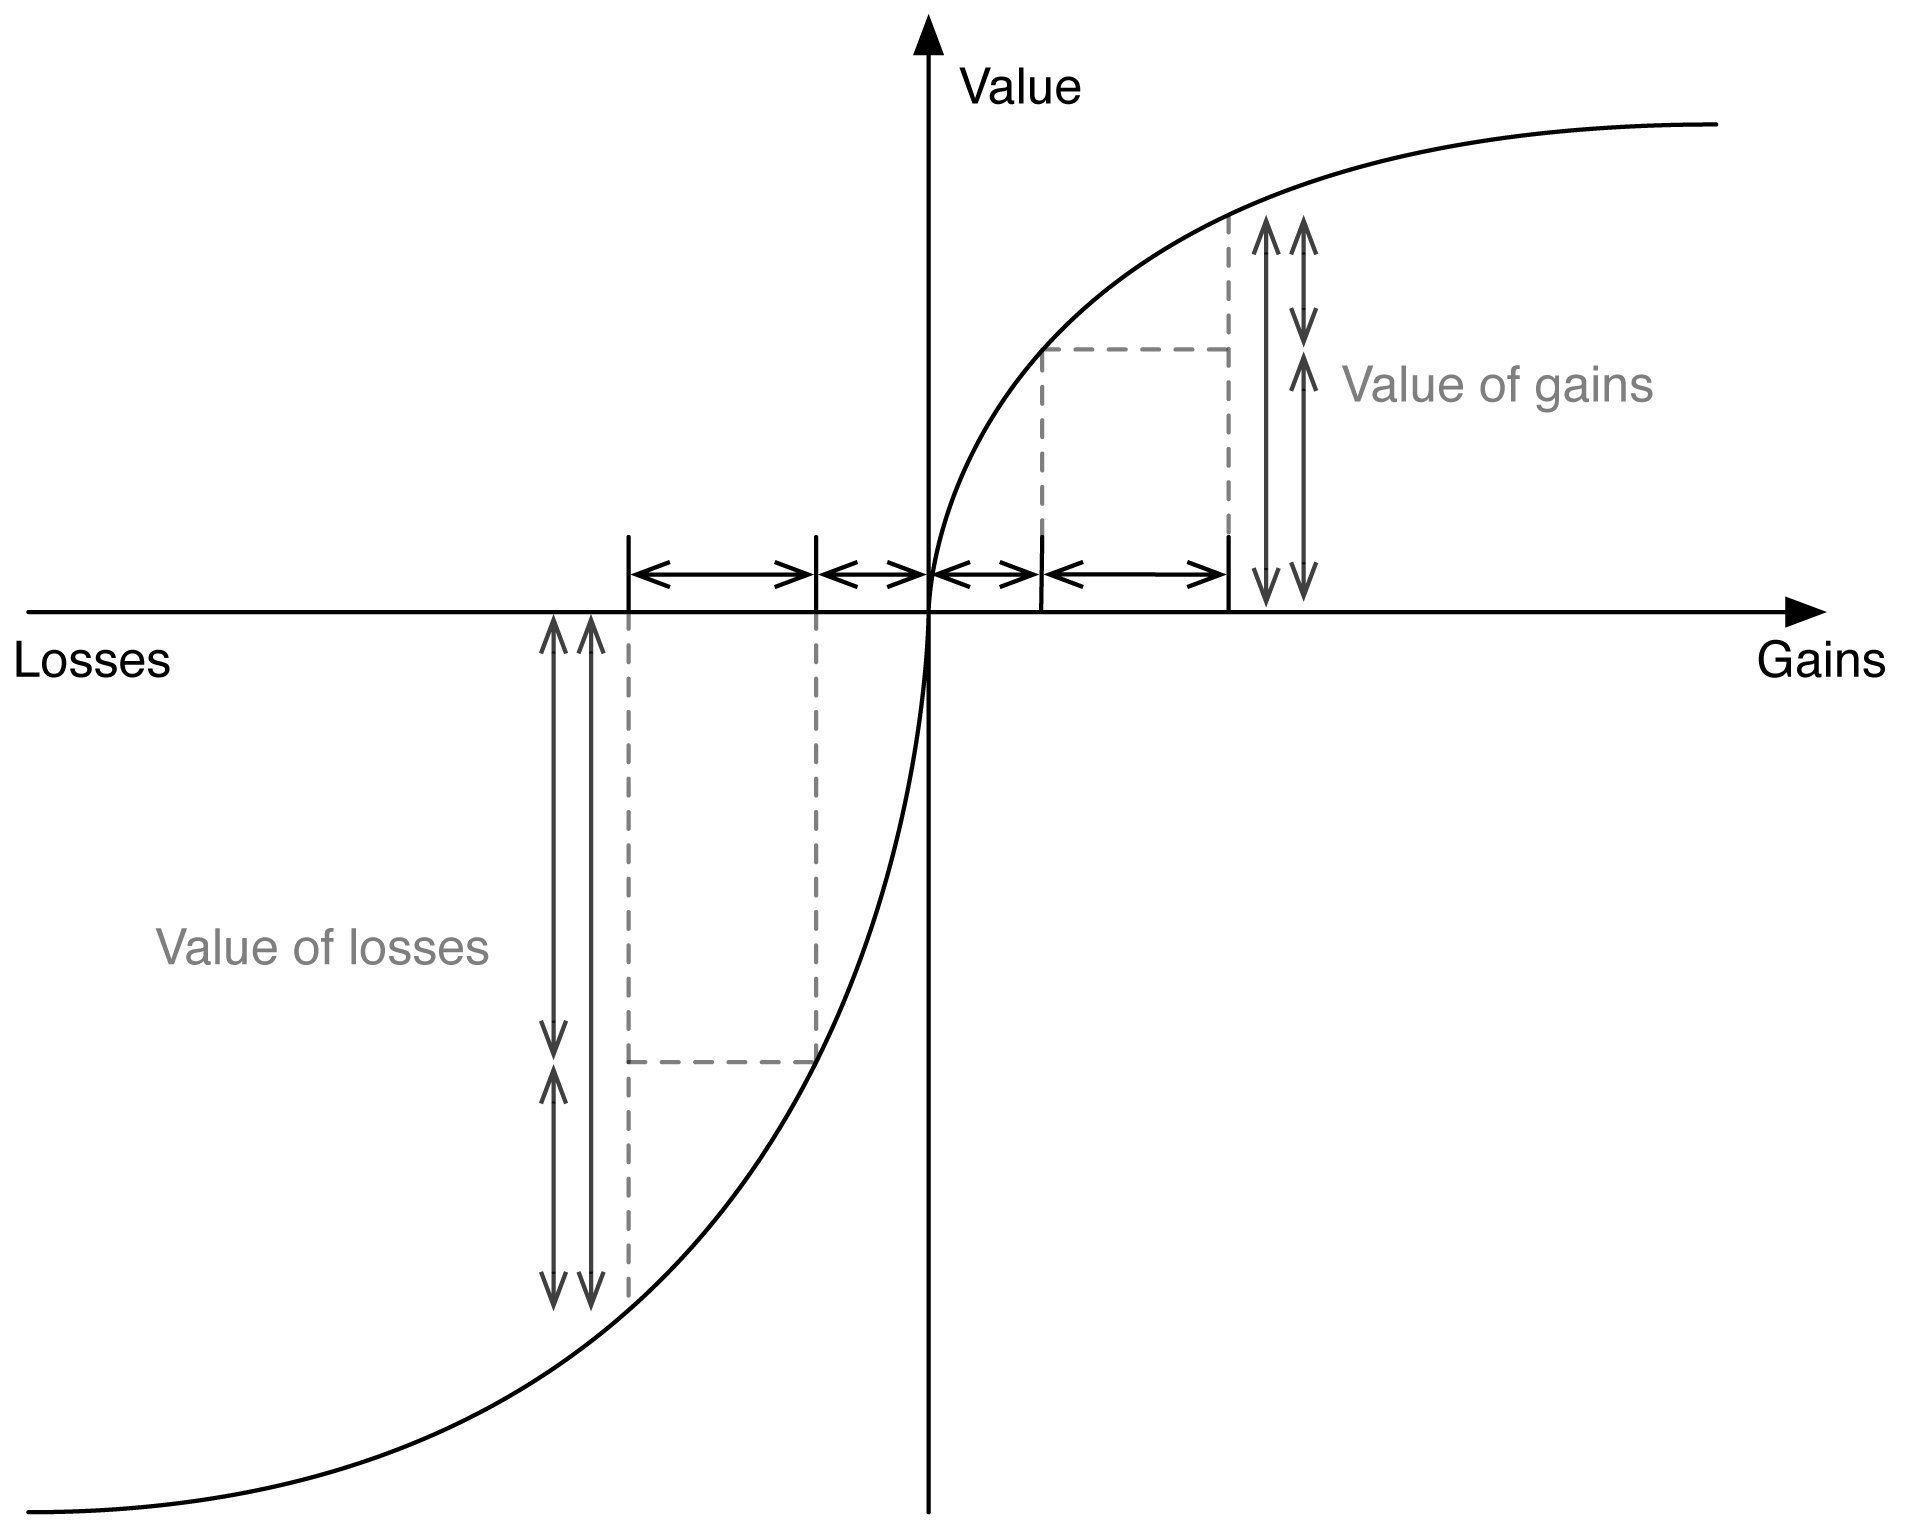 Value
Value of gains
Losses
Gains
Value of losses